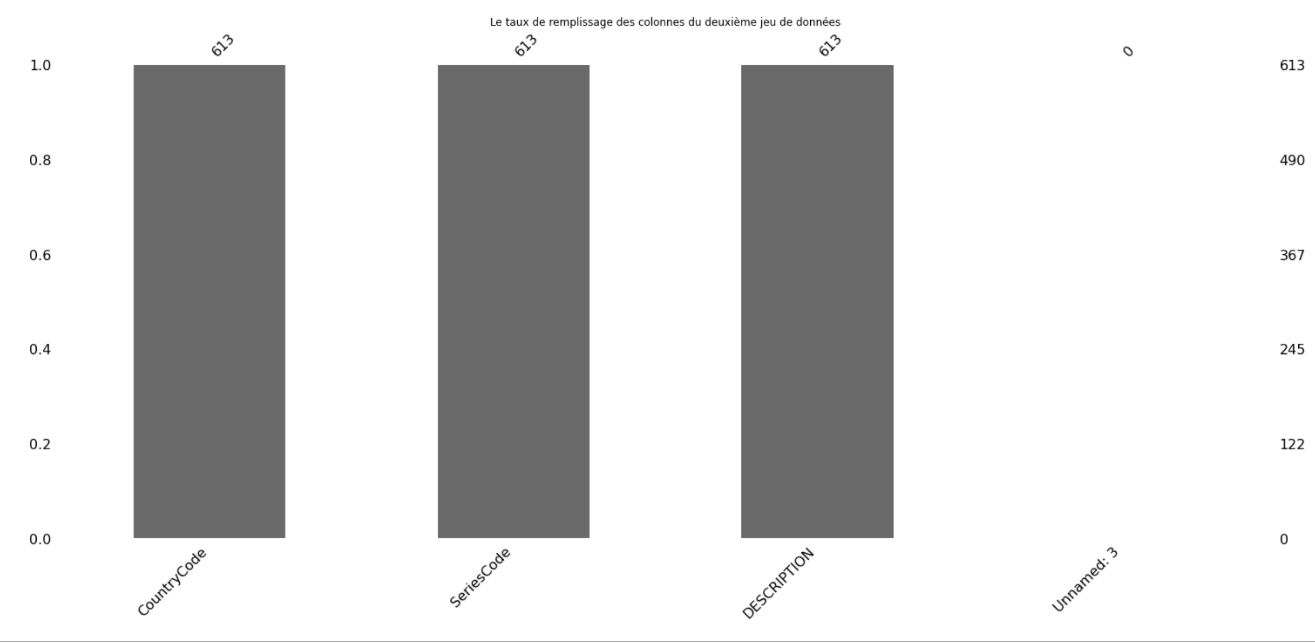 Le taux de remplissage des colonnes du deuxième jeu de données
613 613 613 0
1.0 613
0.8 490
0.6 367
0.4 245
0.2 122
0.0 0
CountryCode SeriesCode DESCRIPTION Unnamed: 3